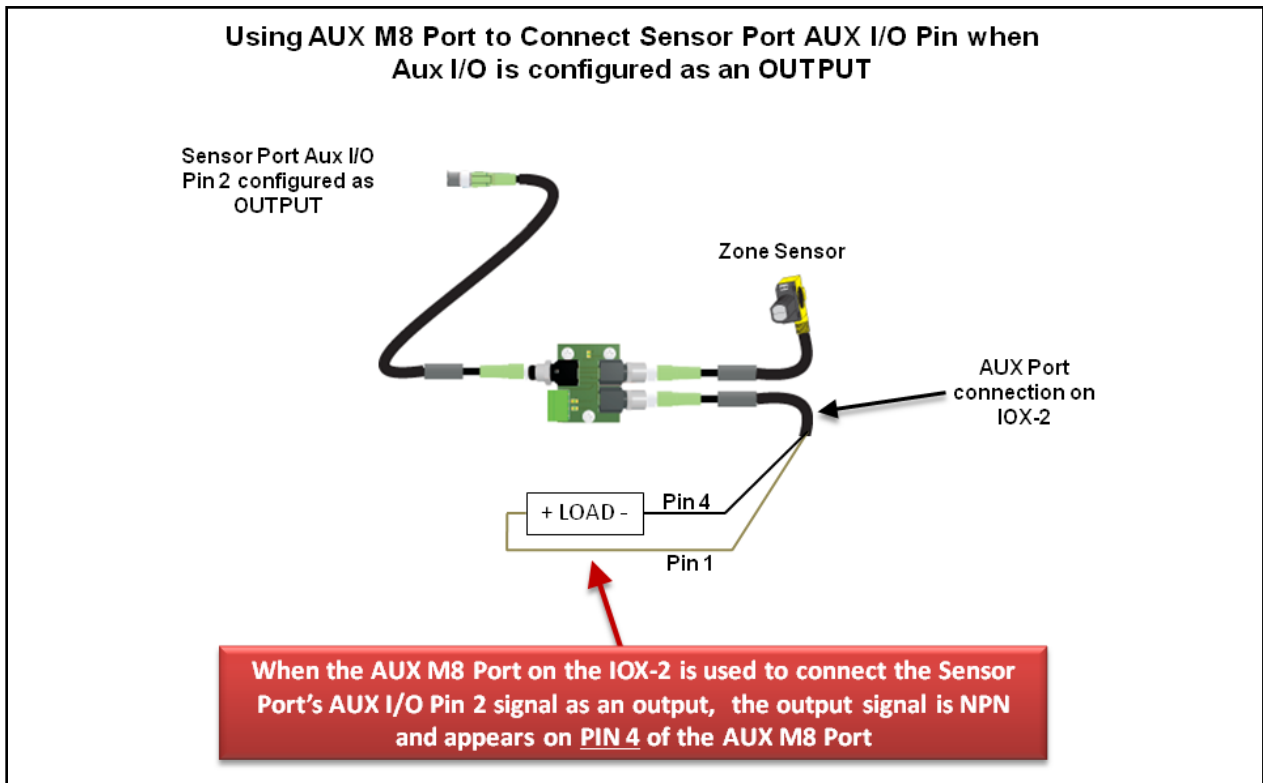 Using AUX M8 Port to Connect Sensor Port AUX I/O Pin when
Aux I/O is configured as an OUTPUT
Sensor Port Aux I/O
Pin 2 configured as
OUTPUT
Zone Sensor
AUX Port
connection on
IOX-2
+ LOAD -
Pin 4
Pin 1
When the AUX M8 Port on the IOX-2 is used to connect the Sensor
Port's AUX I/O Pin 2 signal as an output, the output signal is NPN
and appears on PIN 4 of the AUX M8 Port